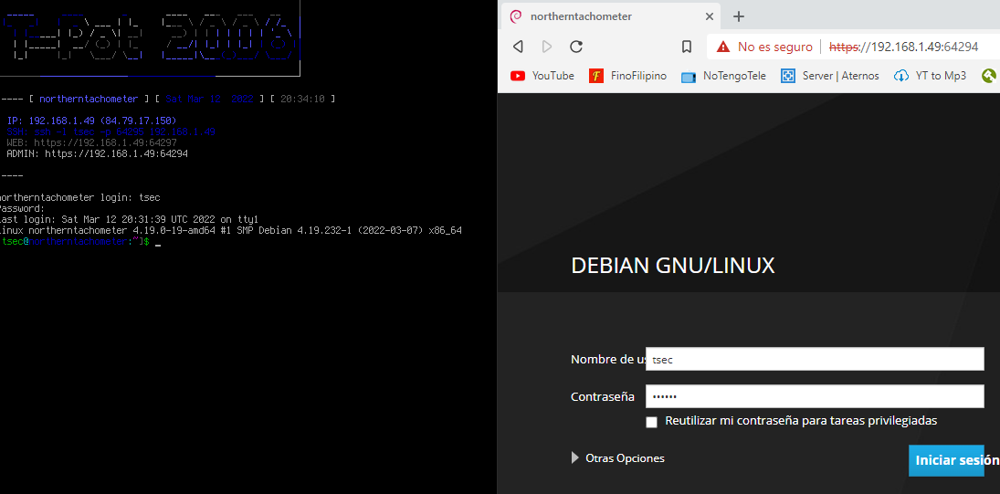 T-Pot 20.06
---- [ northerntachometer ] [ Sat Mar 12 2022 ] [ 20:34:10 ]
IP: 192.168.1.49 (84.79.17.150)
SSH: ssh -l tsec -p 64295 192.168.1.49
WEB: https://192.168.1.49:64297
ADMIN: https://192.168.1.49:64294
----
northerntachometer login: tsec
Password:
Last login: Sat Mar 12 20:31:39 UTC 2022 on tty1
Linux northerntachometer 4.19.0-19-amd64 #1 SMP Debian 4.19.232-1 (2022-03-07) x86_64
[tsec@northerntachometer:~]$ _
northerntachometer
No es seguro | https://192.168.1.49:64294
YouTube FinoFilipino NoTengoTele Server | Aternos YT to Mp3
DEBIAN GNU/LINUX
Nombre de us tsec
Contraseña ••••••
Reutilizar mi contraseña para tareas privilegiadas
Otras Opciones
Iniciar sesión